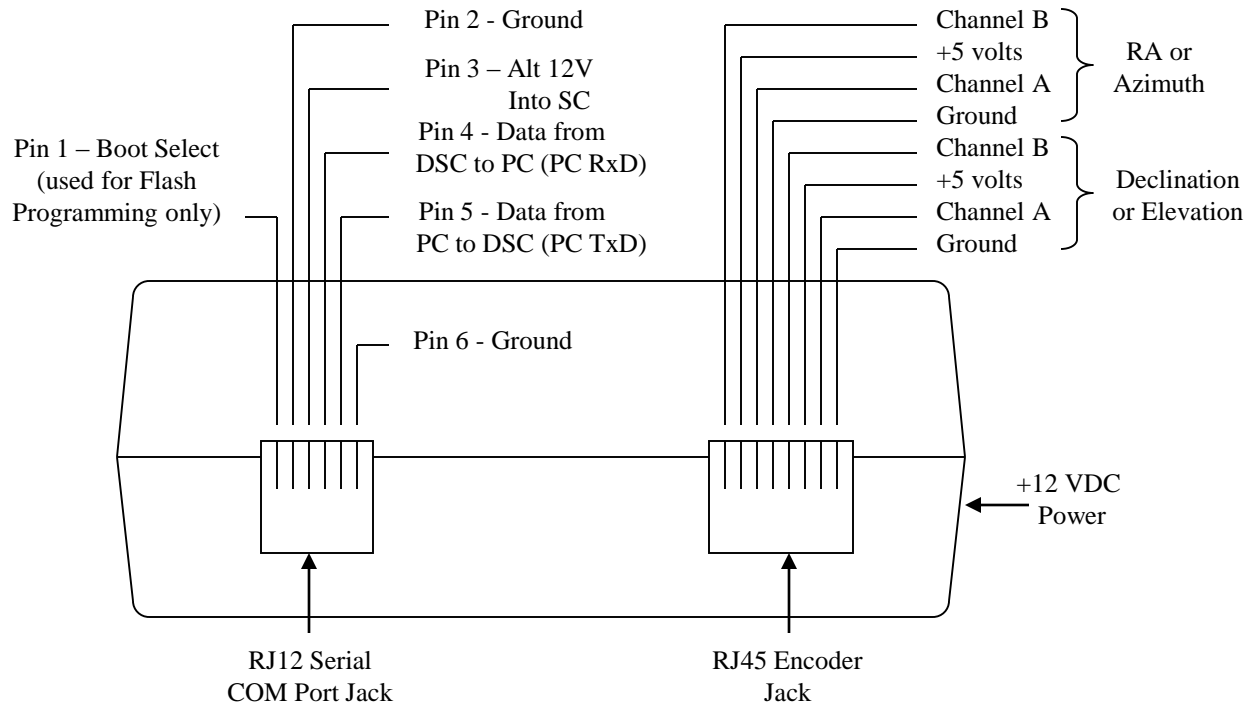 Pin 2 - Ground
Pin 3 – Alt 12V
Into SC
Pin 4 - Data from
DSC to PC (PC RxD)
Pin 1 – Boot Select
(used for Flash
Programming only)
Pin 5 - Data from
PC to DSC (PC TxD)
Pin 6 - Ground
Channel B
+5 volts
Channel A
Ground
RA or
Azimuth
Channel B
+5 volts
Channel A
Ground
Declination
or Elevation
+12 VDC
Power
RJ12 Serial
COM Port Jack
RJ45 Encoder
Jack